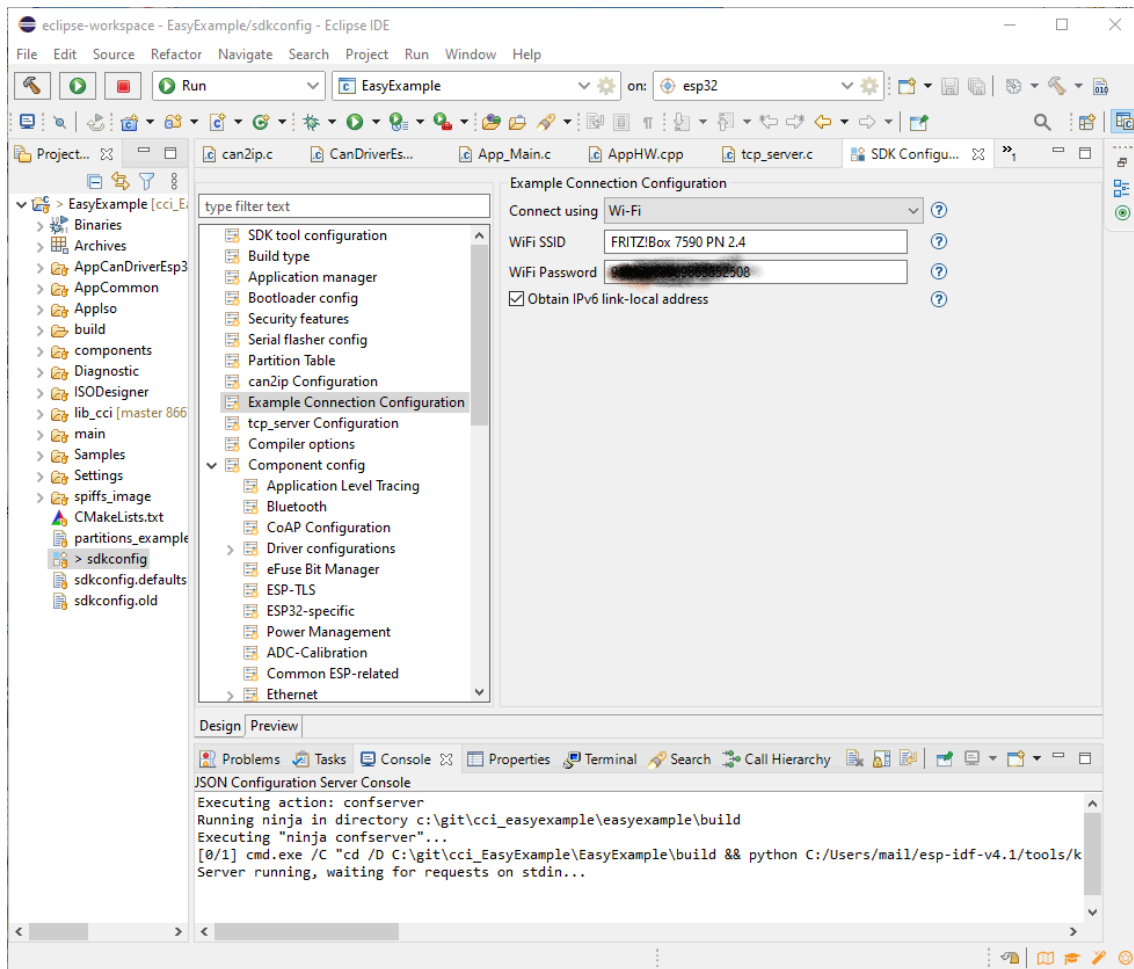 eclipse-workspace - EasyExample/sdkconfig - Eclipse IDE
File Edit Source Refactor Navigate Search Project Run Window Help
Run
EasyExample
on:
esp32
Project...
can2ip.c
CanDriverEs...
App_Main.c
AppHW.cpp
tcp_server.c
SDK Configu...
»1
> EasyExample [cci_Ea
Binaries
Archives
AppCanDriverEsp3
AppCommon
AppIso
build
components
Diagnostic
ISODesigner
lib_cci [master 866
main
Samples
Settings
spiffs_image
CMakeLists.txt
partitions_example
> sdkconfig
sdkconfig.defaults
sdkconfig.old
type filter text
SDK tool configuration
Build type
Application manager
Bootloader config
Security features
Serial flasher config
Partition Table
can2ip Configuration
Example Connection Configuration
tcp_server Configuration
Compiler options
Component config
Application Level Tracing
Bluetooth
CoAP Configuration
Driver configurations
eFuse Bit Manager
ESP-TLS
ESP32-specific
Power Management
ADC-Calibration
Common ESP-related
Ethernet
Example Connection Configuration
Connect using Wi-Fi
WiFi SSID FRITZ!Box 7590 PN 2.4
WiFi Password
Obtain IPv6 link-local address
Design Preview
Problems Tasks Console Properties Terminal Search Call Hierarchy
JSON Configuration Server Console
Executing action: confserver
Running ninja in directory c:\git\cci_easyexample\easyexample\build
Executing "ninja confserver"...
[0/1] cmd.exe /C "cd /D C:\git\cci_EasyExample\EasyExample\build && python C:/Users/mail/esp-idf-v4.1/tools/k
Server running, waiting for requests on stdin...